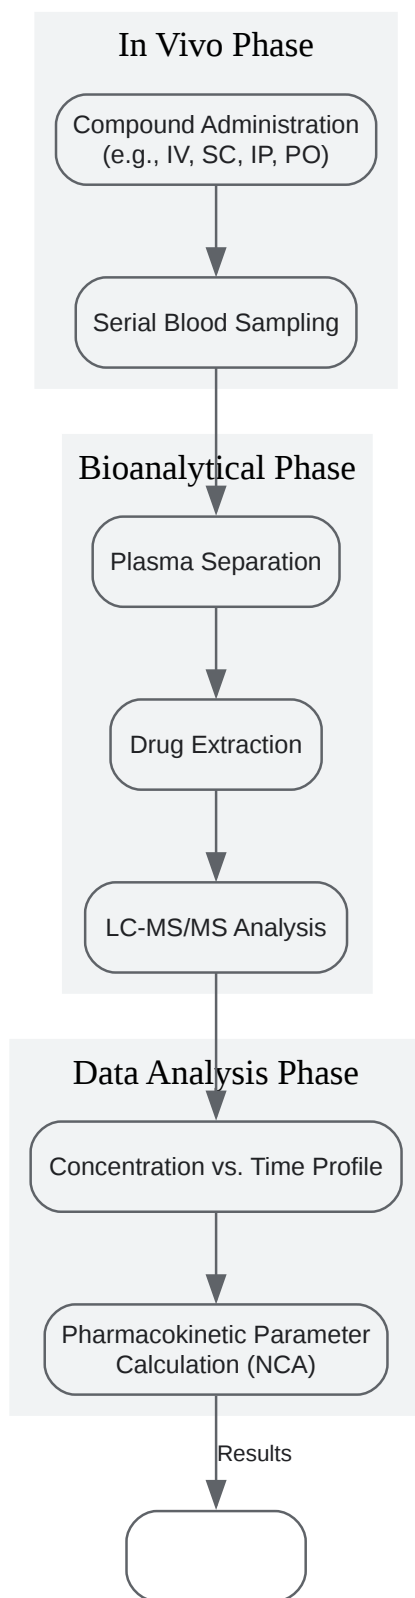 In Vivo Phase
Compound Administration
(e.g., IV, SC, IP, PO)
Serial Blood Sampling
Bioanalytical Phase
Plasma Separation
Drug Extraction
LC-MS/MS Analysis
Data Analysis Phase
Concentration vs. Time Profile
Pharmacokinetic Parameter
Calculation (NCA)
Results